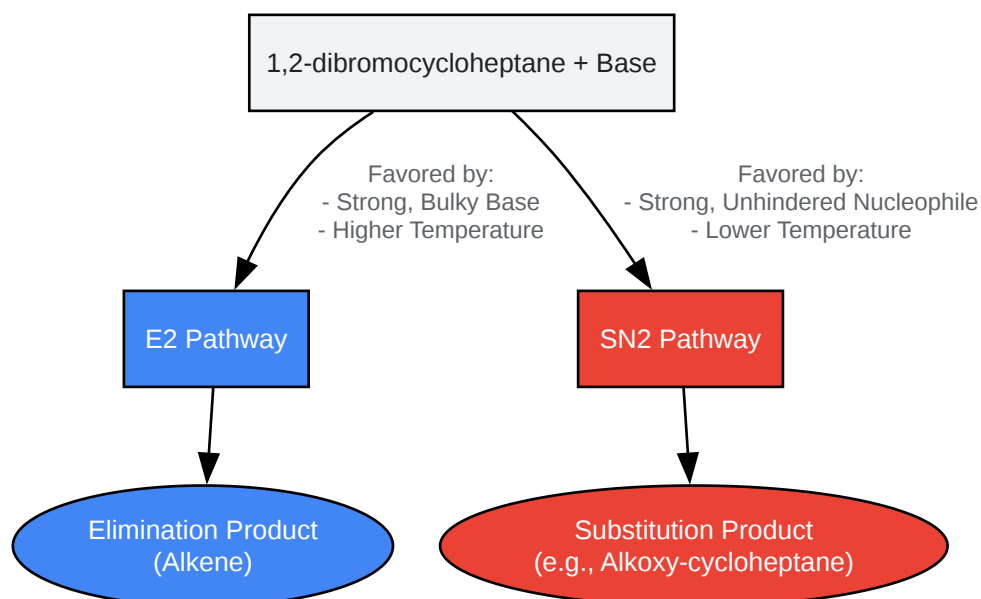 1,2-dibromocycloheptane + Base
Favored by:
- Strong, Bulky Base
- Higher Temperature
Favored by:
- Strong, Unhindered Nucleophile
- Lower Temperature
E2 Pathway
SN2 Pathway
Elimination Product
(Alkene)
Substitution Product
(e.g., Alkoxy-cycloheptane)